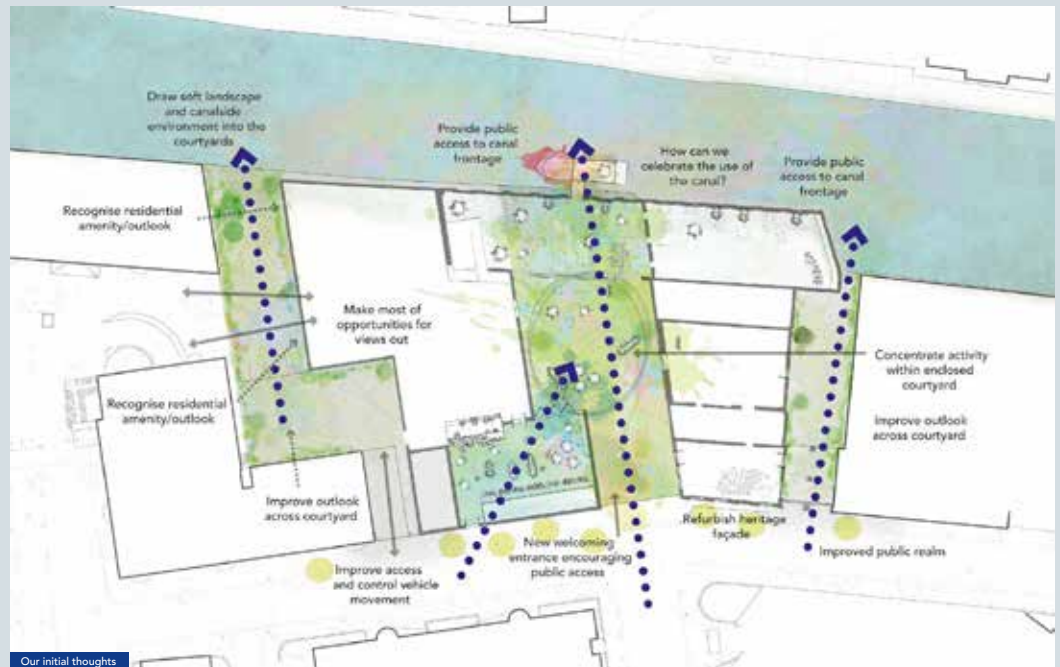 Draw soft landscape
and canalside
environment into the
courtyards
Provide public
access to canal
frontage
How can we
celebrate the use of
the canal?
Provide public
access to canal
frontage
Recognise residential
amenity/outlook
Make most of
opportunities for
views out
Concentrate activity
within enclosed
courtyard
Recognise residential
amenity/outlook
Improve outlook
across courtyard
Improve outlook
across courtyard
Refurbish heritage
façade
New welcoming
entrance encouraging
public access
Improved public realm
Improve access
and control vehicle
movement
Our initial thoughts